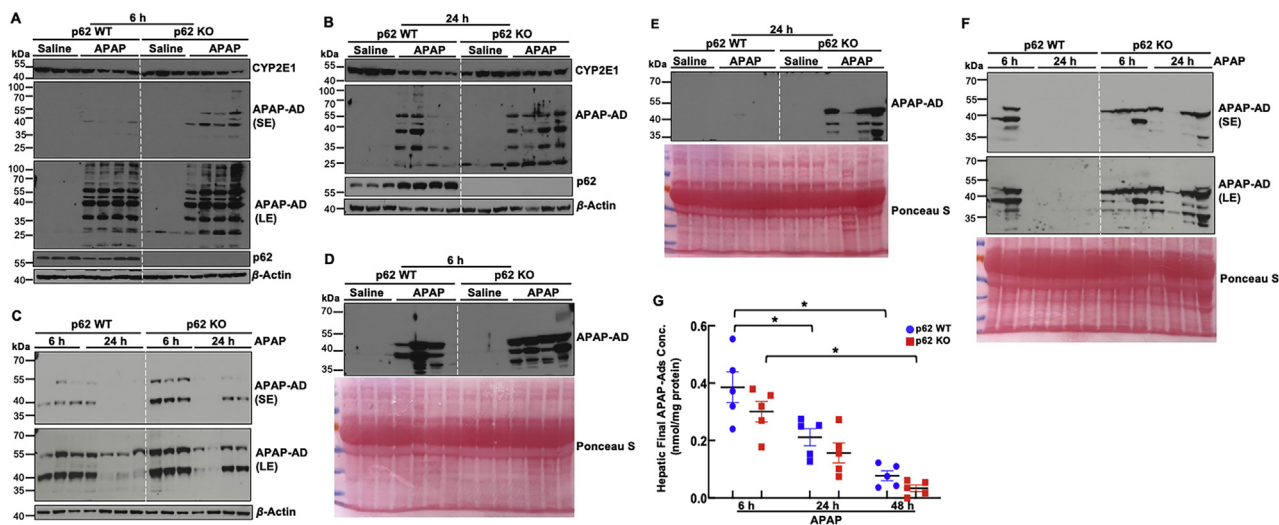 A
6 h
p62 WT p62 KO
Saline APAP Saline APAP
kDa
55
40
CYP2E1
100
70
55
40
35
25
APAP-AD
(SE)
100
70
55
40
35
25
APAP-AD
(LE)
55
p62
40
β-Actin
B
24 h
p62 WT p62 KO
Saline APAP Saline APAP
kDa
55
40
CYP2E1
100
70
55
40
35
25
APAP-AD
55
p62
40
β-Actin
C
p62 WT p62 KO
6 h 24 h 6 h 24 h APAP
kDa
70
55
40
APAP-AD
(SE)
70
55
40
35
APAP-AD
(LE)
40
β-Actin
D
6 h
p62 WT p62 KO
Saline APAP Saline APAP
kDa
70
55
40
35
APAP-AD
Ponceau S
E
24 h
p62 WT p62 KO
Saline APAP Saline APAP
kDa
70
55
40
35
APAP-AD
Ponceau S
F
p62 WT p62 KO
6 h 24 h 6 h 24 h APAP
kDa
70
55
40
35
APAP-AD
(SE)
70
55
40
35
APAP-AD
(LE)
Ponceau S
G
Hepatic Final APAP-Ads Conc.
(nmol/mg protein)
0.6
0.4
0.2
0.0
*
*
*
p62 WT
p62 KO
6 h 24 h 48 h
APAP